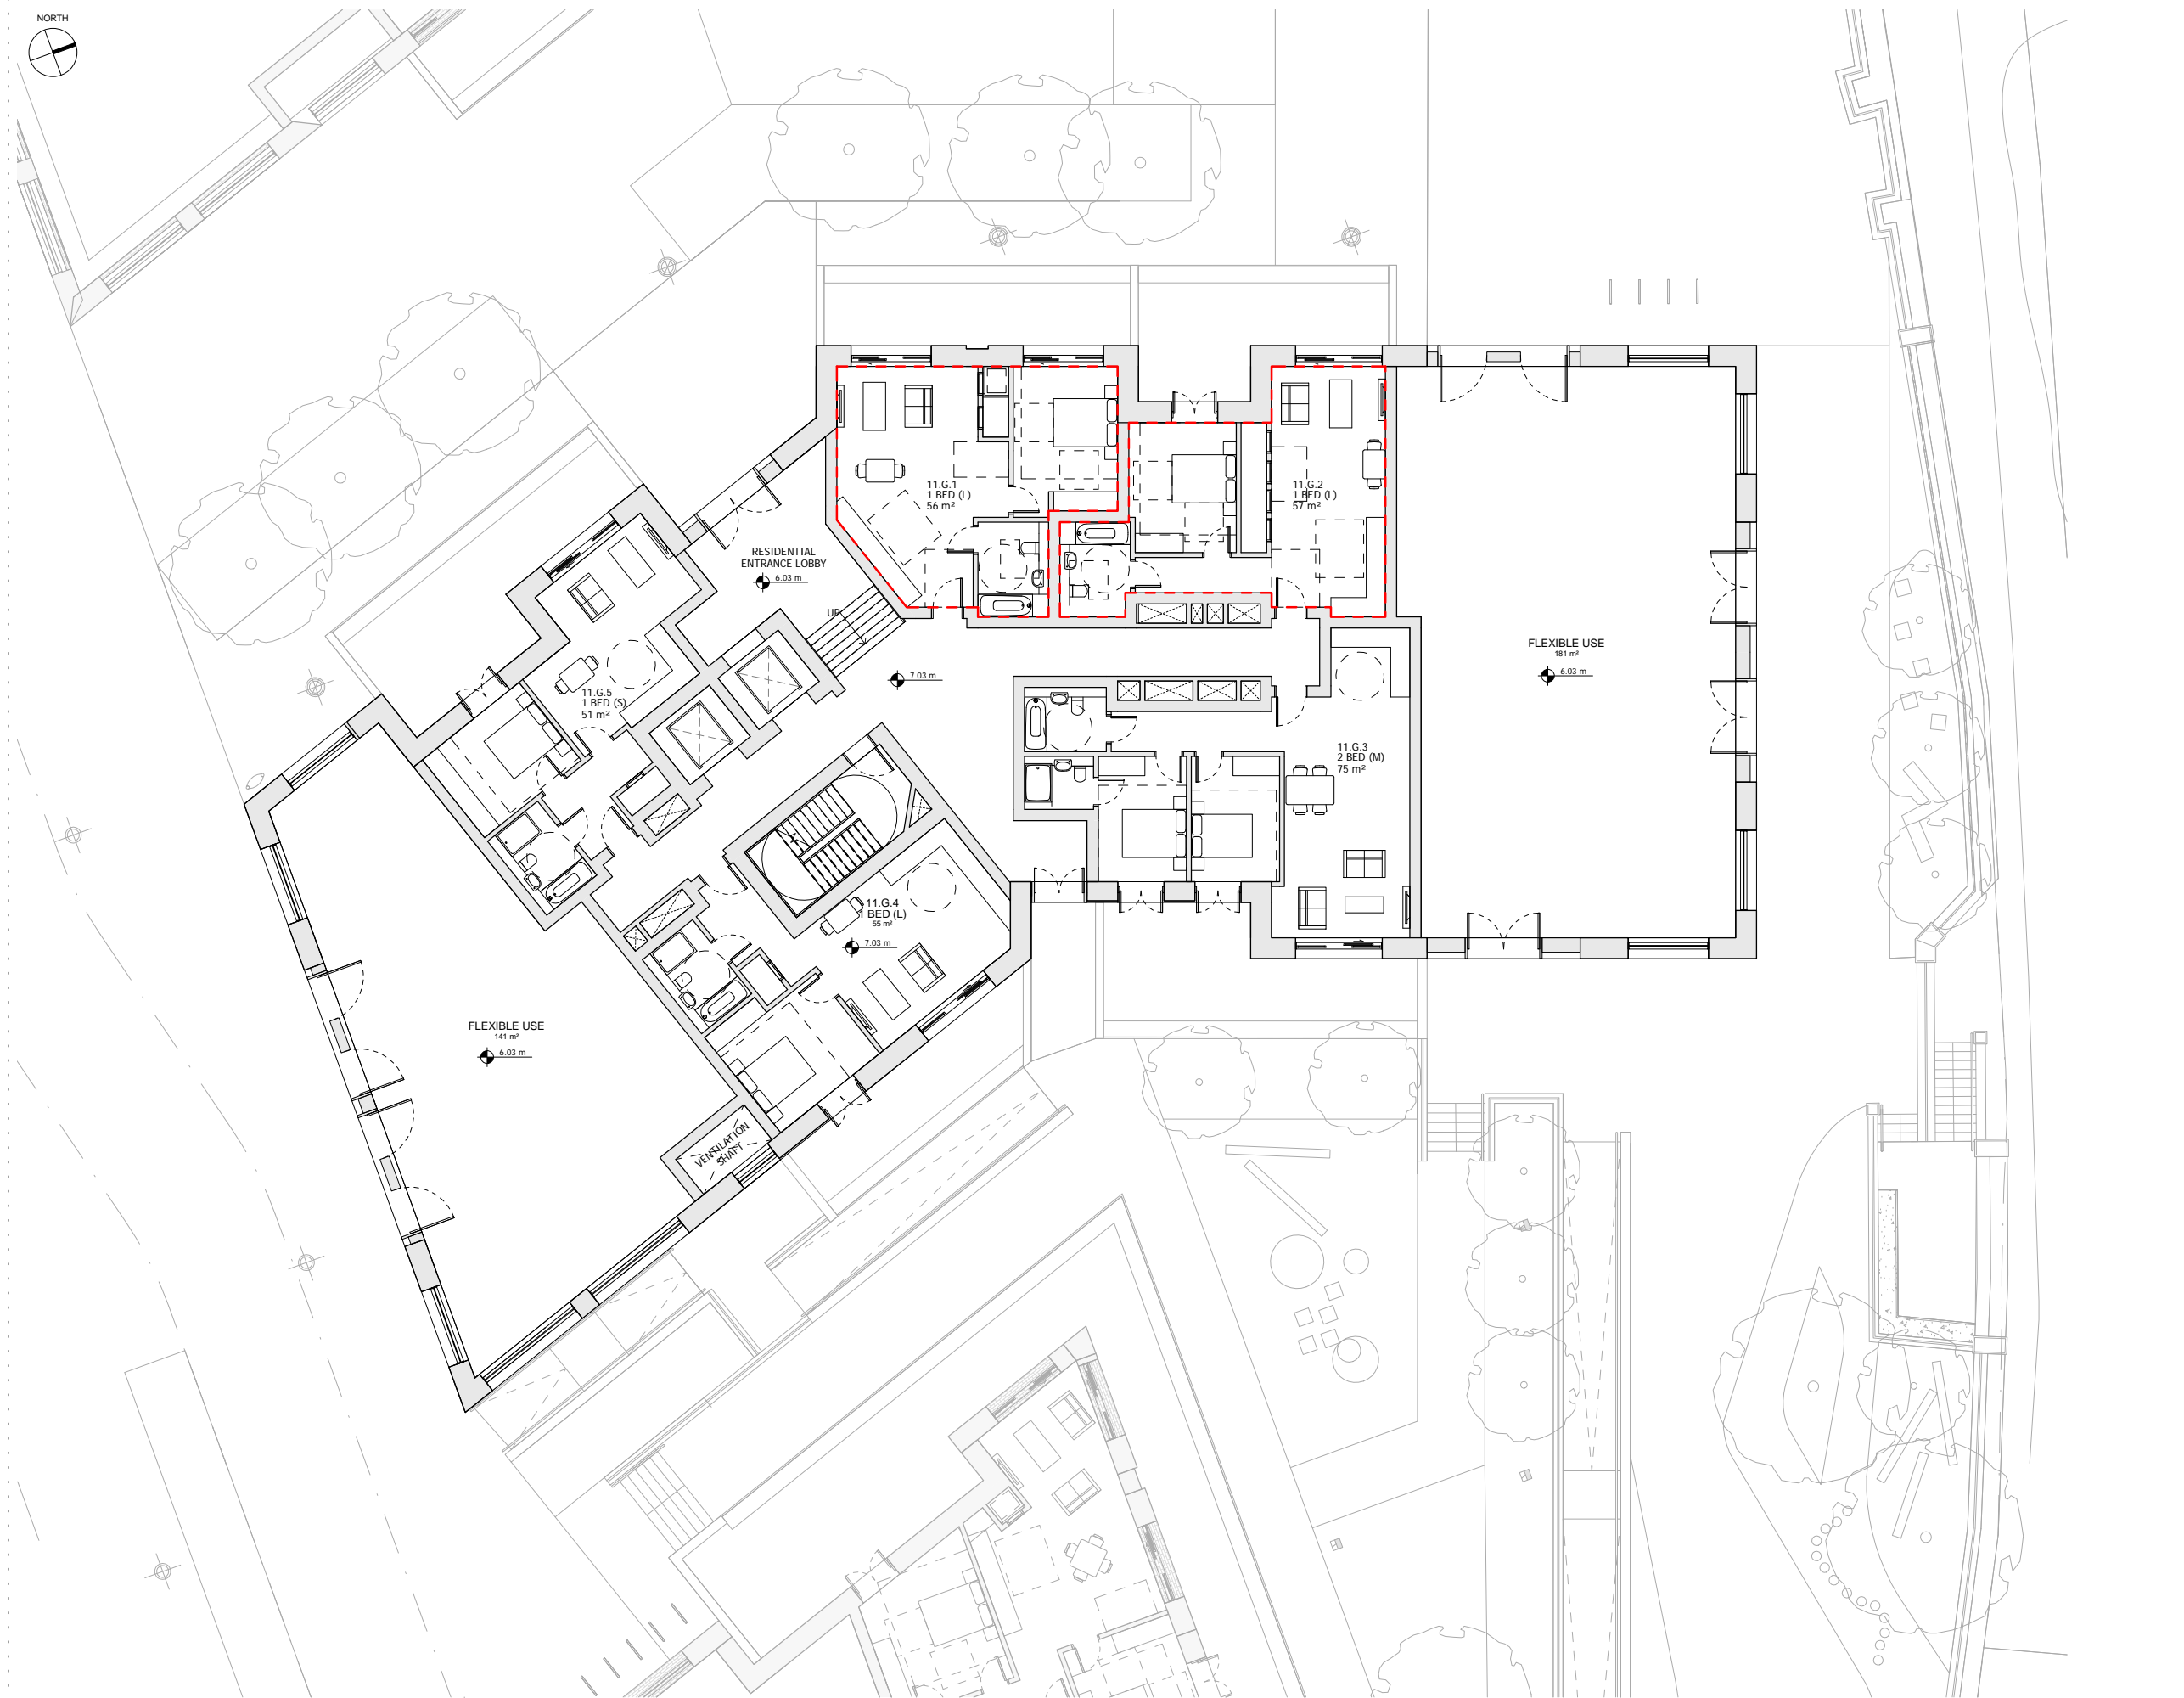 NORTH
11.G.1
1 BED (L)
56 m²
11.G.2
1 BED (L)
57 m²
RESIDENTIAL
ENTRANCE LOBBY
6.03 m
UP
FLEXIBLE USE
181 m²
6.03 m
7.03 m
11.G.5
1 BED (S)
51 m²
11.G.3
2 BED (M)
75 m²
11.G.4
1 BED (L)
55 m²
7.03 m
FLEXIBLE USE
141 m²
6.03 m
VENTILATION
SHAFT